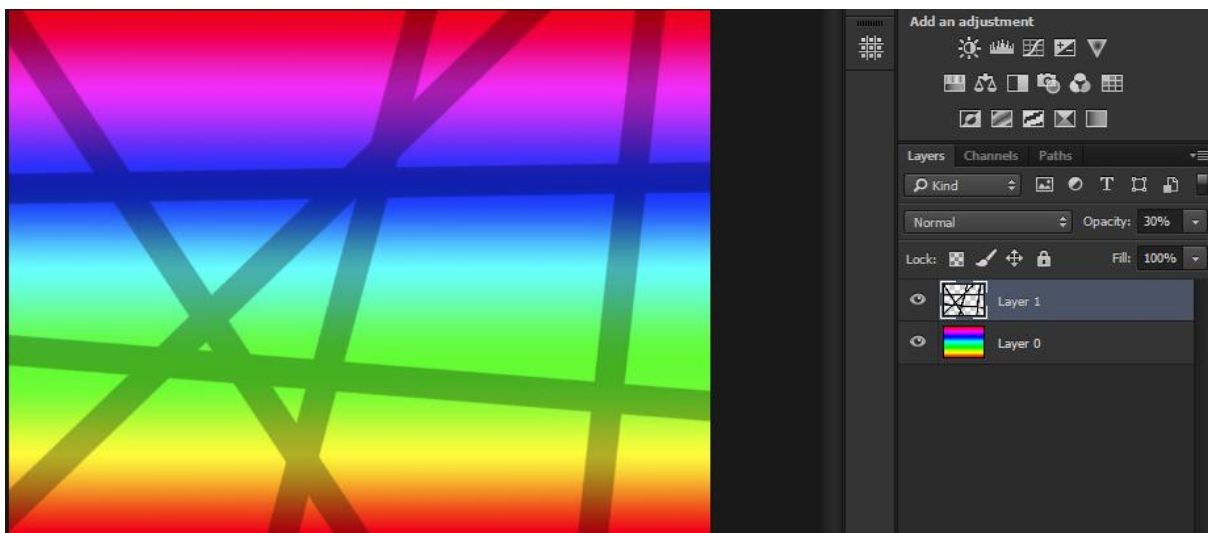 Add an adjustment
Layers Channels Paths
Kind T
Normal Opacity: 30%
Lock: Fill: 100%
Layer 1
Layer 0